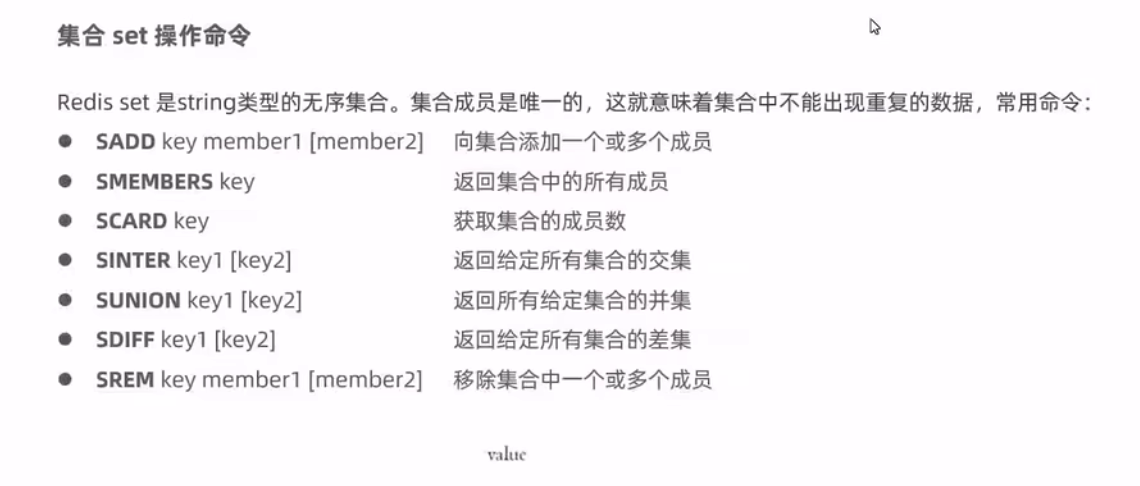 集合 set 操作命令
Redis set 是string类型的无序集合。集合成员是唯一的，这就意味着集合中不能出现重复的数据，常用命令：
● SADD key member1 [member2] 向集合添加一个或多个成员
● SMEMBERS key 返回集合中的所有成员
● SCARD key 获取集合的成员数
● SINTER key1 [key2] 返回给定所有集合的交集
● SUNION key1 [key2] 返回所有给定集合的并集
● SDIFF key1 [key2] 返回给定所有集合的差集
● SREM key member1 [member2] 移除集合中一个或多个成员
value